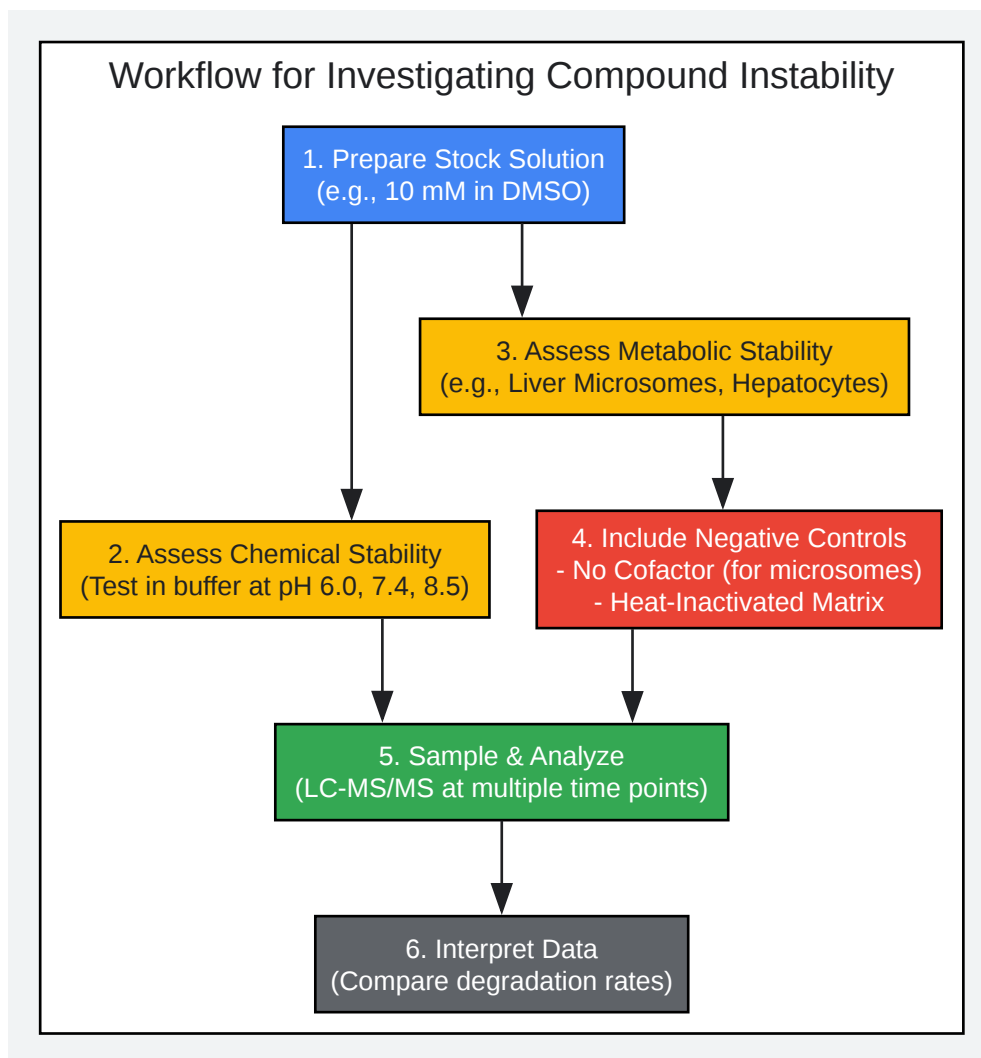 Workflow for Investigating Compound Instability
1. Prepare Stock Solution
(e.g., 10 mM in DMSO)
3. Assess Metabolic Stability
(e.g., Liver Microsomes, Hepatocytes)
2. Assess Chemical Stability
(Test in buffer at pH 6.0, 7.4, 8.5)
4. Include Negative Controls
- No Cofactor (for microsomes)
- Heat-Inactivated Matrix
5. Sample & Analyze
(LC-MS/MS at multiple time points)
6. Interpret Data
(Compare degradation rates)